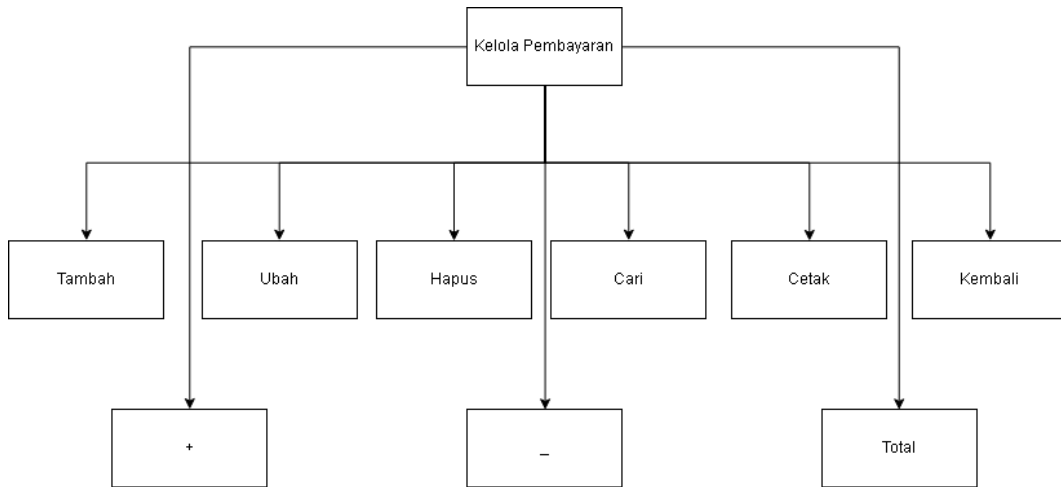 Kelola Pembayaran
Tambah
Ubah
Hapus
Cari
Cetak
Kembali
+
_
Total